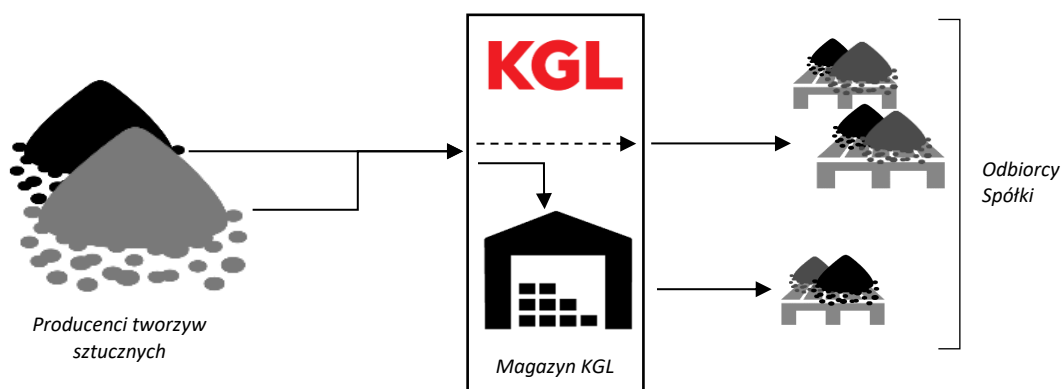 KGL
Odbiorcy
Spółki
Producenci tworzyw
sztucznych
Magazyn KGL